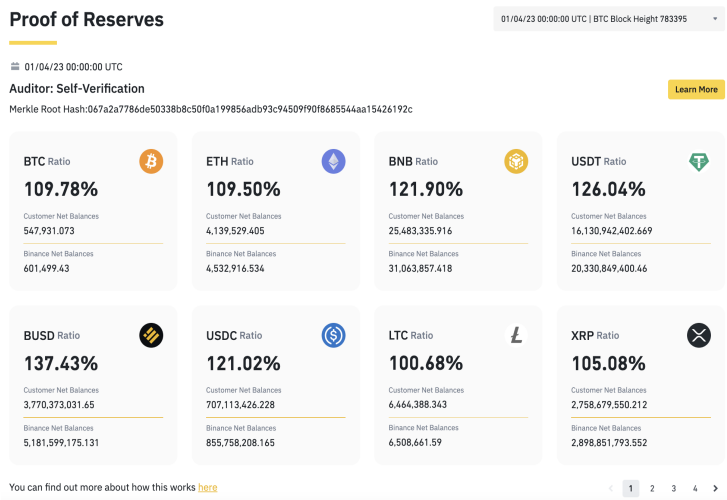 Proof of Reserves
01/04/23 00:00:00 UTC | BTC Block Height 783395
01/04/23 00:00:00 UTC
Auditor: Self-Verification
Learn More
Merkle Root Hash:067a2a7786de50338b8c50f0a199856adb93c94509f90f8685544aa15426192c
BTC Ratio
109.78%
Customer Net Balances
547,931.073
Binance Net Balances
601,499.43
ETH Ratio
109.50%
Customer Net Balances
4,139,529.405
Binance Net Balances
4,532,916.534
BNB Ratio
121.90%
Customer Net Balances
25,483,335.916
Binance Net Balances
31,063,857.418
USDT Ratio
126.04%
Customer Net Balances
16,130,942,402.669
Binance Net Balances
20,330,849,400.46
BUSD Ratio
137.43%
Customer Net Balances
3,770,373,031.65
Binance Net Balances
5,181,599,175.131
USDC Ratio
121.02%
Customer Net Balances
707,113,426.228
Binance Net Balances
855,758,208.165
LTC Ratio
100.68%
Customer Net Balances
6,464,388.343
Binance Net Balances
6,508,661.59
XRP Ratio
105.08%
Customer Net Balances
2,758,679,550.212
Binance Net Balances
2,898,851,793.552
You can find out more about how this works here
1 2 3 4